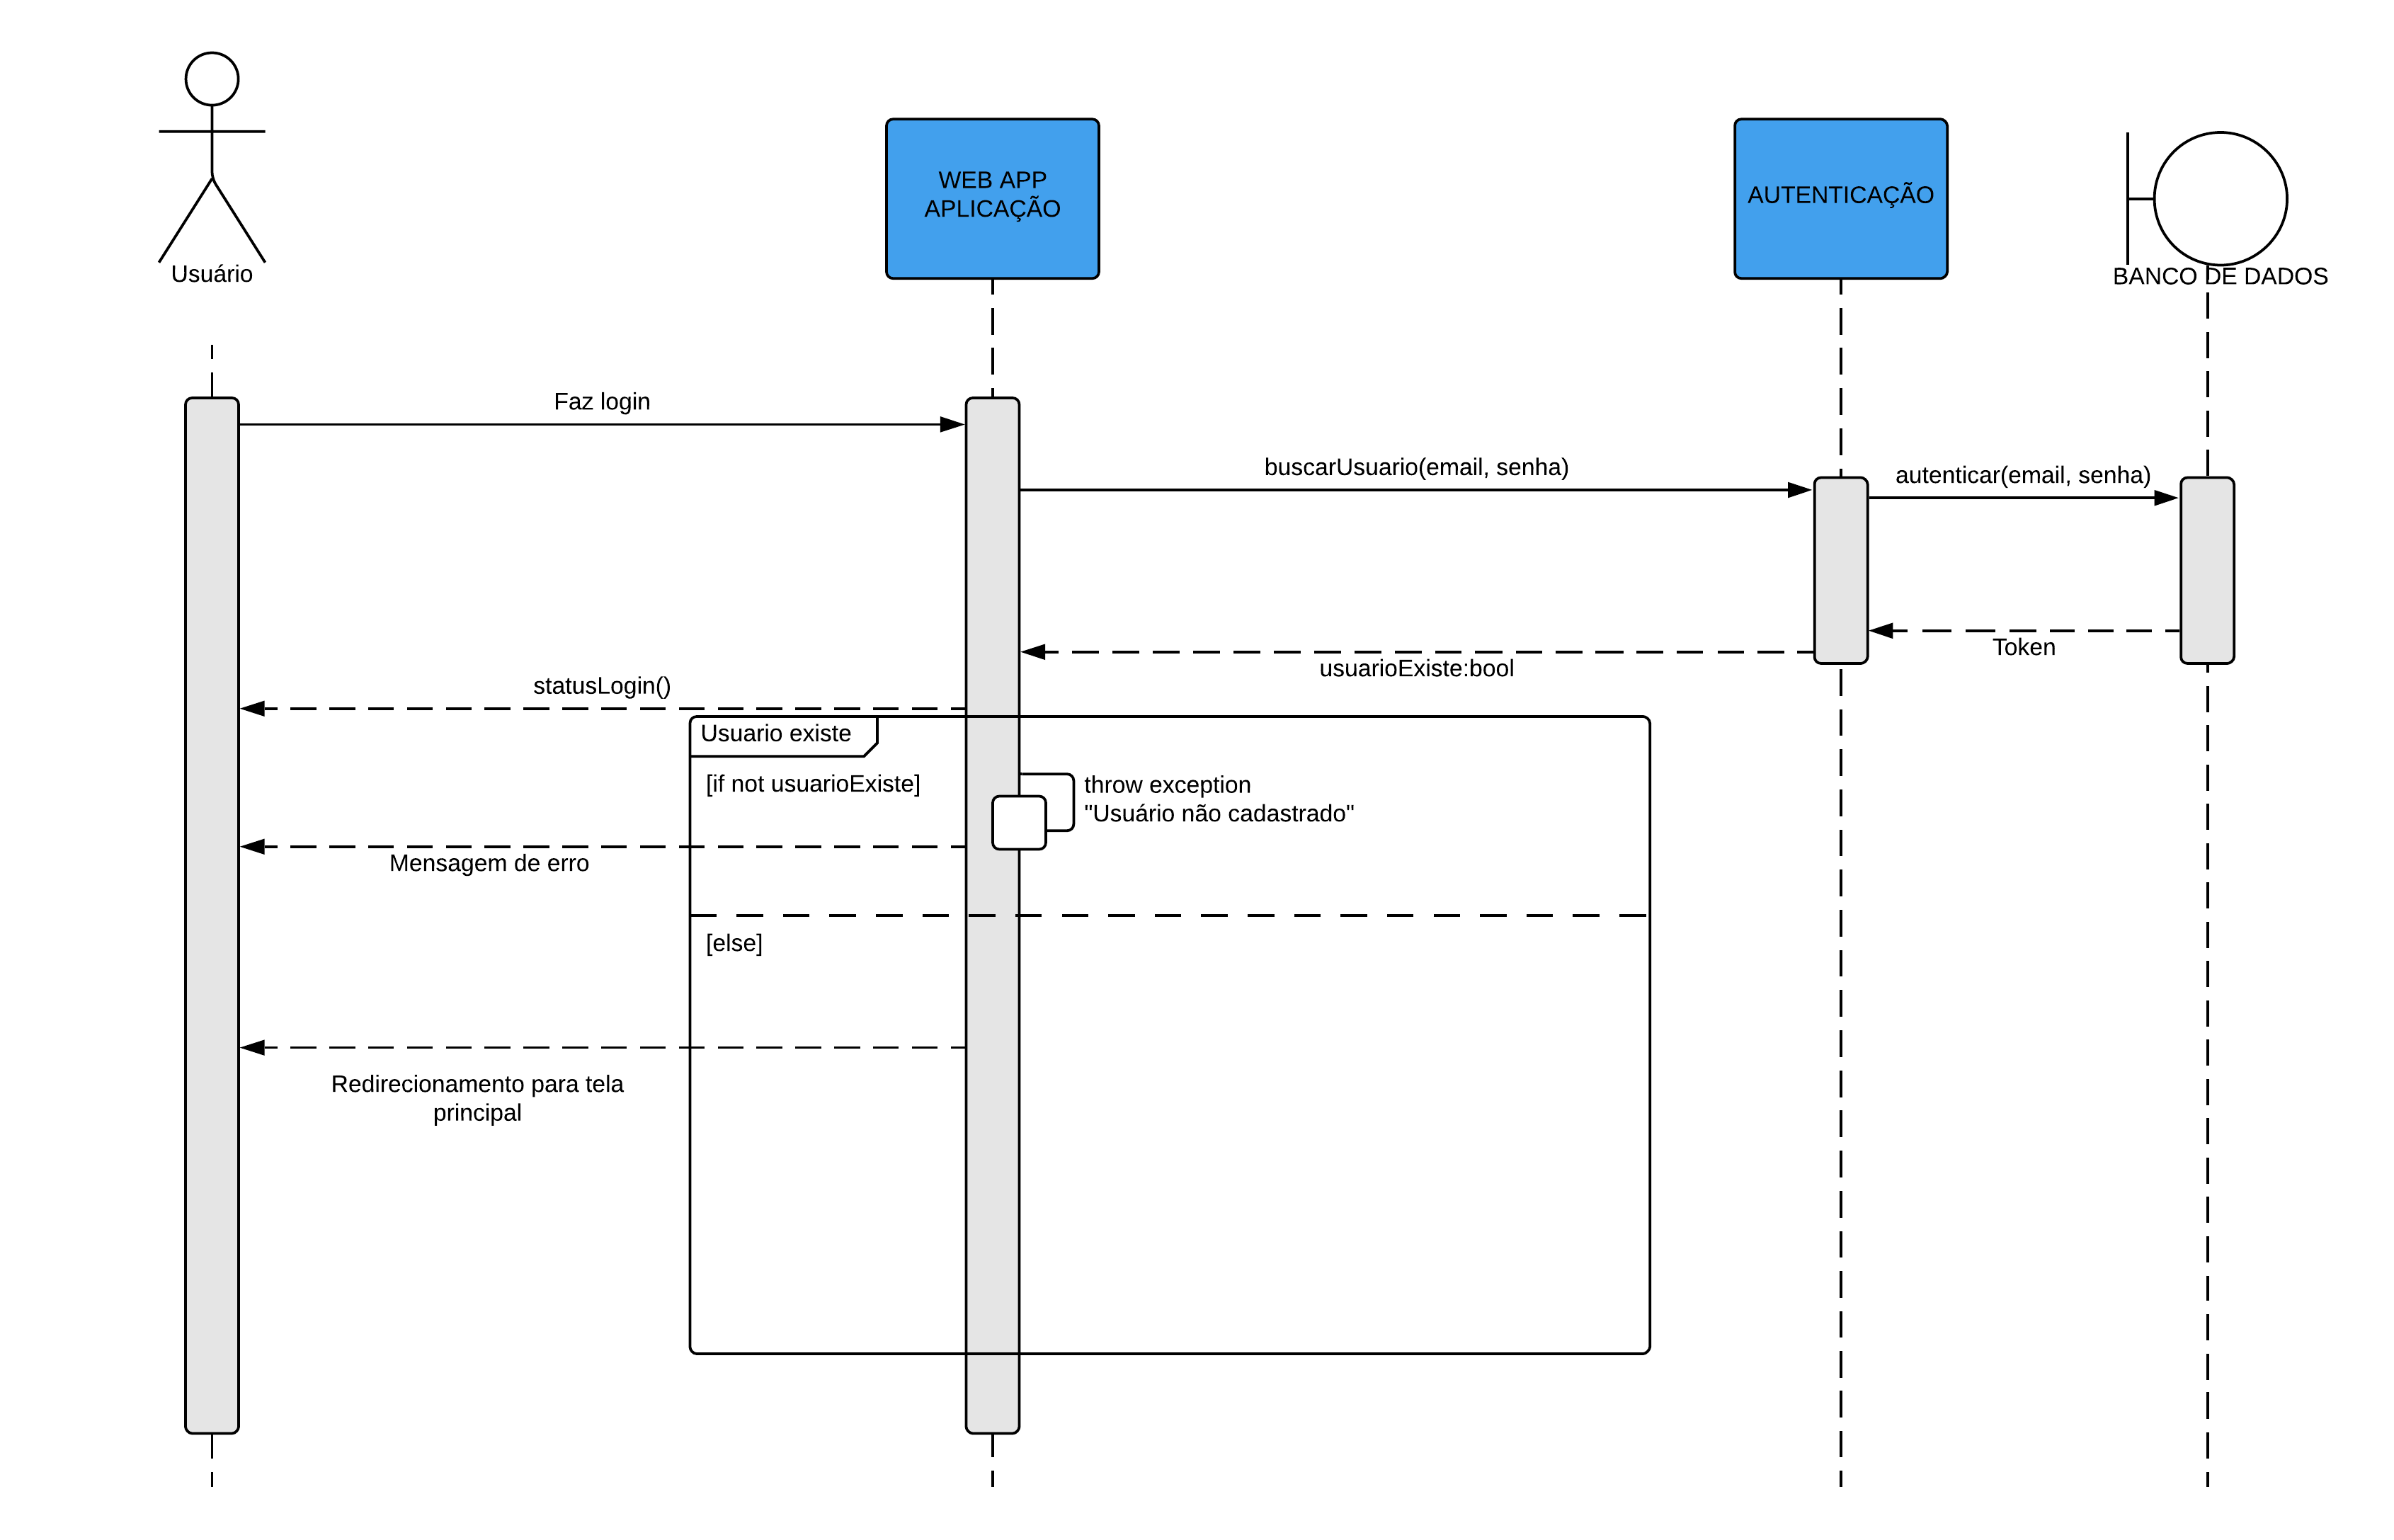 WEB APP
APLICAÇÃO
AUTENTICAÇÃO
Usuário
BANCO DE DADOS
Faz login
buscarUsuario(email, senha)
autenticar(email, senha)
Token
usuarioExiste:bool
statusLogin()
Usuario existe
[if not usuarioExiste]
throw exception
"Usuário não cadastrado"
Mensagem de erro
[else]
Redirecionamento para tela
principal